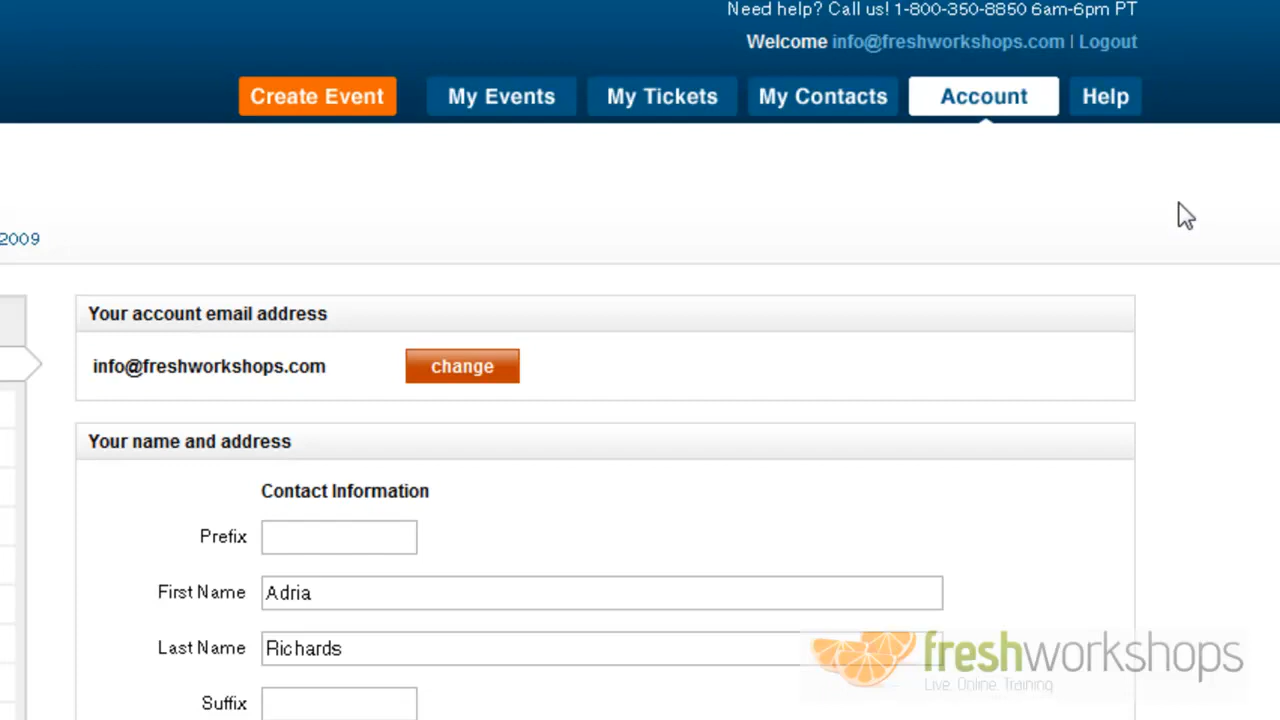 Need help? Call us! 1-800-350-8850 6am-6pm PT
Welcome info@freshworkshops.com | Logout
Create Event My Events My Tickets My Contacts Account Help
2009
Your account email address
info@freshworkshops.com change
Your name and address
Contact Information
Prefix
First Name Adria
Last Name Richards
freshworkshops
Live. Online. Training
Suffix